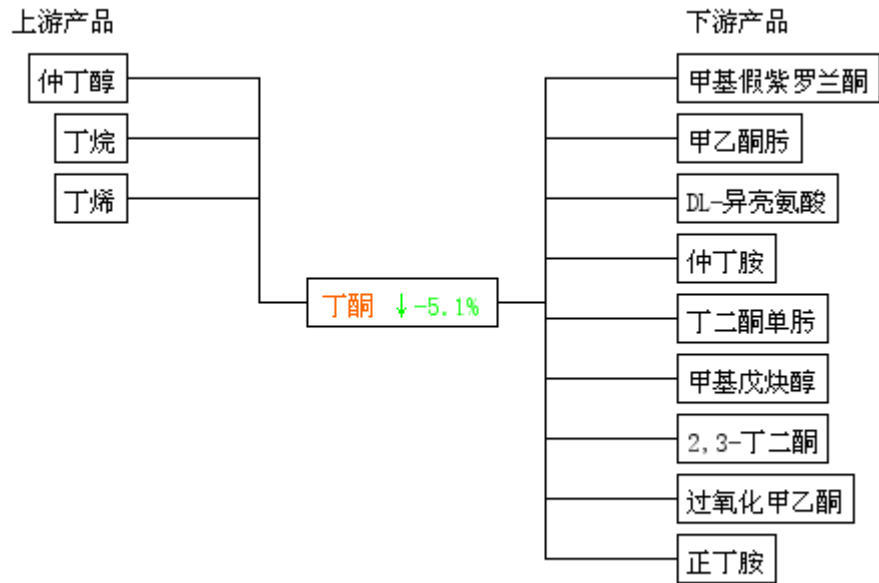 上游产品
下游产品
仲丁醇
丁烷
丁烯
丁酮 ↓-5.1%
甲基假紫罗兰酮
甲乙酮肟
DL-异亮氨酸
仲丁胺
丁二酮单肟
甲基戊炔醇
2,3-丁二酮
过氧化甲乙酮
正丁胺